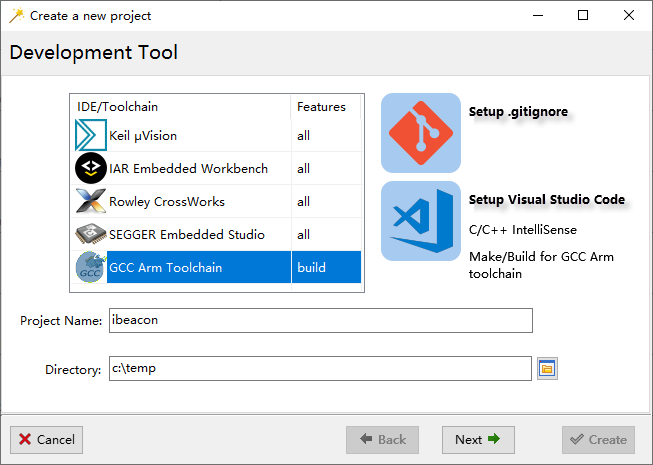 Create a new project
Development Tool
IDE/Toolchain Features
Keil µVision all
IAR Embedded Workbench all
Rowley CrossWorks all
SEGGER Embedded Studio all
GCC GCC Arm Toolchain build
Setup .gitignore
Setup Visual Studio Code
C/C++ IntelliSense
Make/Build for GCC Arm
toolchain
Project Name: ibeacon
Directory: c:\temp
Cancel Back Next Create